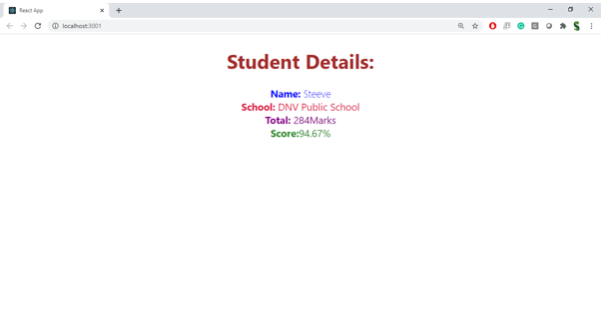 React App
localhost:3001
Student Details:
Name: Steeve
School: DNV Public School
Total: 284Marks
Score:94.67%